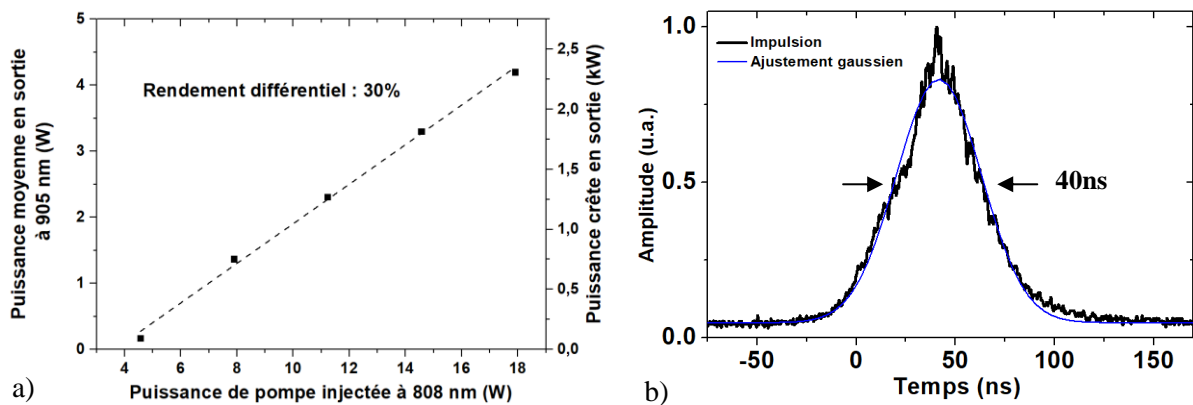 Puissance moyenne en sortie
à 905 nm (W)
5
4
3
2
1
0
Rendement différentiel : 30%
2,5
2,0
1,5
1,0
0,5
0,0
Puissance crête en sortie (kW)
4 6 8 10 12 14 16 18
Puissance de pompe injectée à 808 nm (W)
a)
Amplitude (u.a.)
1.0
0.5
0.0
Impulsion
Ajustement gaussien
40ns
-50 0 50 100 150
Temps (ns)
b)